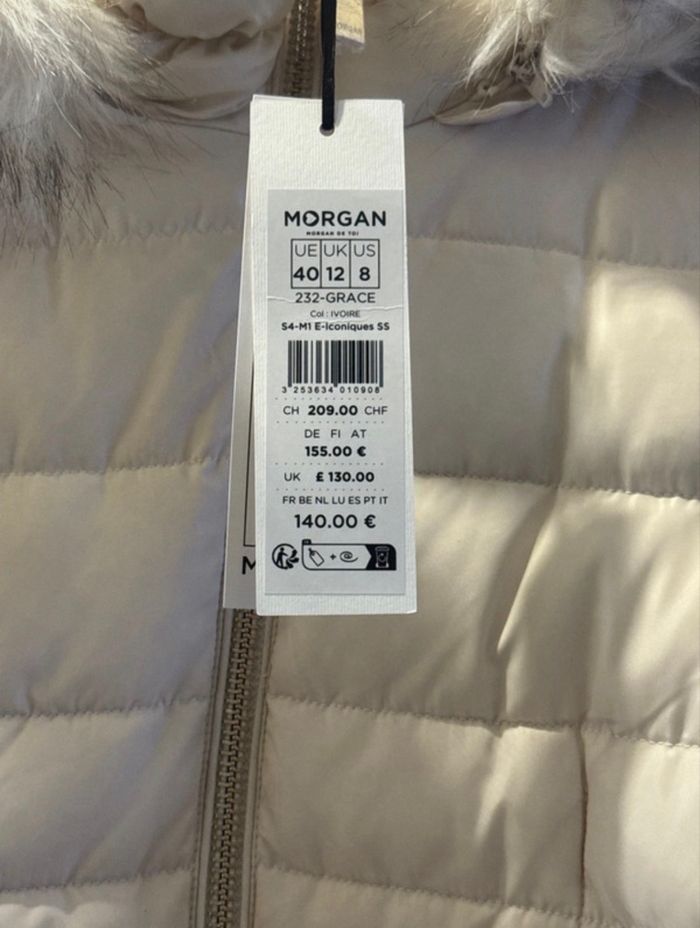 MORGAN
MORGAN
MORGAN DE TOI
UE UK US
40 12 8
232-GRACE
Col : IVOIRE
S4-M1 E-Iconiques SS
3 253634 010908
CH 209.00 CHF
DE FI AT
155.00 €
UK £ 130.00
FR BE NL LU ES PT IT
140.00 €
M